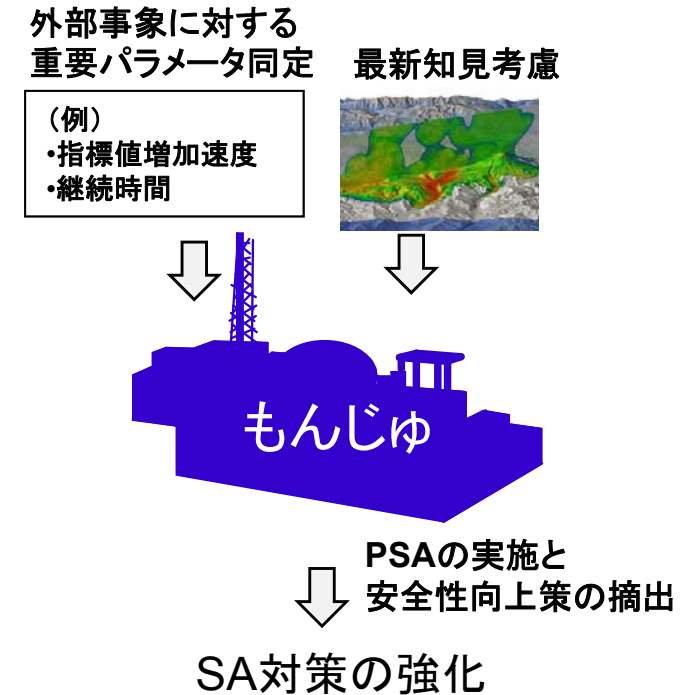 外部事象に対する
重要パラメータ同定
(例)
•指標値増加速度
•継続時間
最新知見考慮
もんじゅ
PSAの実施と
安全性向上策の摘出
SA対策の強化